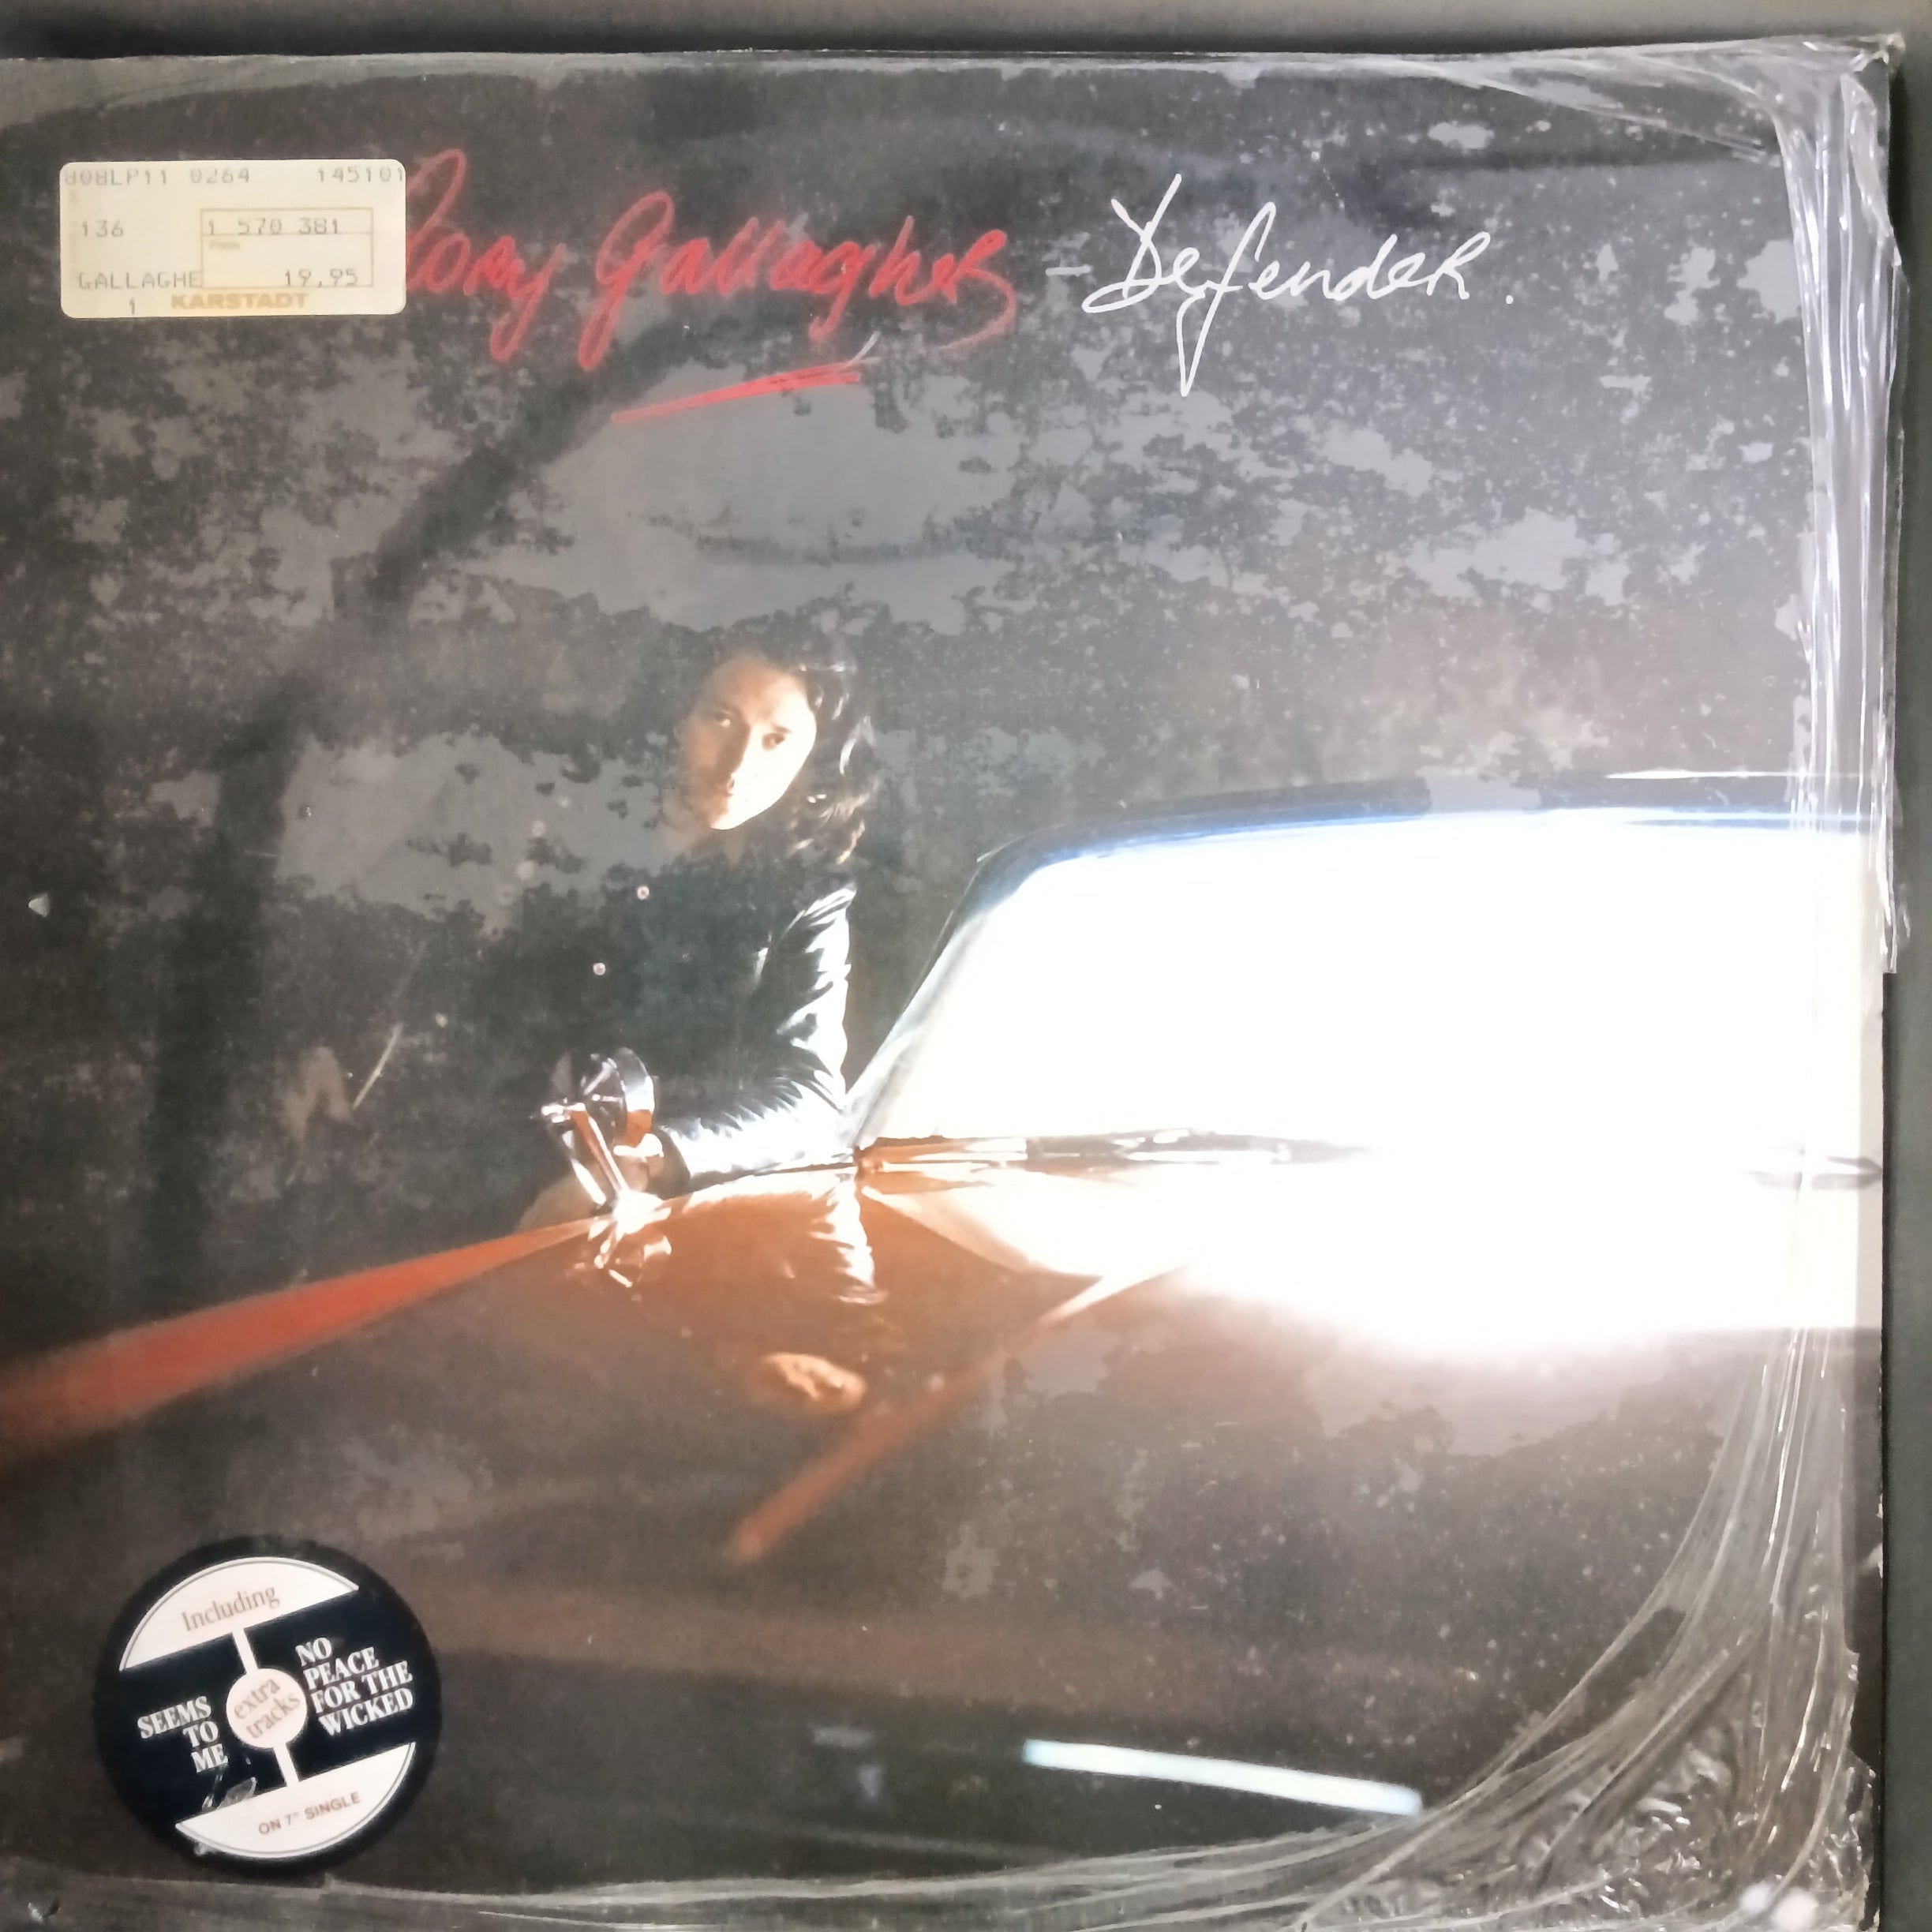 808LP11 0264 145101
136 1 570 381
Preis
GALLAGHE 19,95
1 KARSTADT
Rory Gallagher - Defender.
Including
SEEMS
TO
ME
extra
tracks
NO
PEACE
FOR THE
WICKED
ON 7" SINGLE